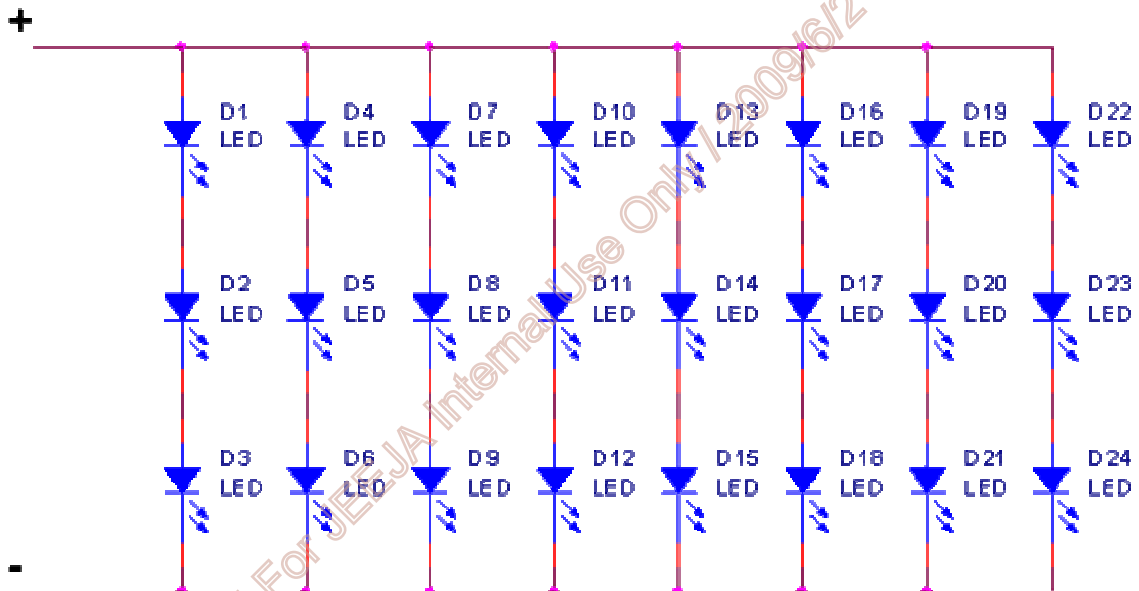 +
D1 D4 D7 D10 D13 D16 D19 D22
LED LED LED LED LED LED LED LED
D2 D5 D8 D11 D14 D17 D20 D23
LED LED LED LED LED LED LED LED
D3 D6 D9 D12 D15 D18 D21 D24
LED LED LED LED LED LED LED LED
-
For JEEJA Internal Use Only / 2009/6/2